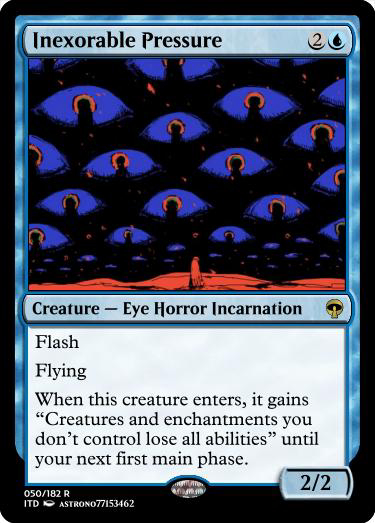 Inexorable Pressure 2
Creature — Eye Horror Incarnation
Flash
Flying
When this creature enters, it gains
“Creatures and enchantments you
don’t control lose all abilities” until
your next first main phase.
2/2
050/182 R
ITD ASTRONO77153462